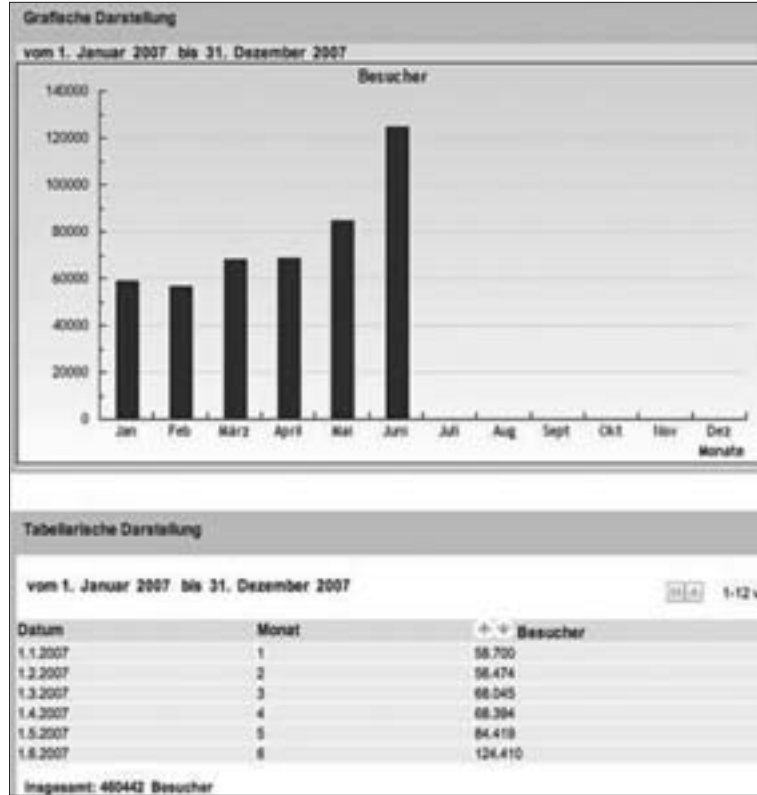 Grafische Darstellung
vom 1. Januar 2007 bis 31. Dezember 2007
Besucher
140000
120000
100000
80000
60000
40000
20000
0
Jan Feb März April Mai Juni Juli Aug Sept Okt Nov Dez
Monate
Tabellarische Darstellung
vom 1. Januar 2007 bis 31. Dezember 2007
1-12
Datum Monat Besucher
1.1.2007 1 58.700
1.2.2007 2 56.474
1.3.2007 3 68.045
1.4.2007 4 68.394
1.5.2007 5 84.419
1.6.2007 6 124.410
Insgesamt: 460442 Besucher